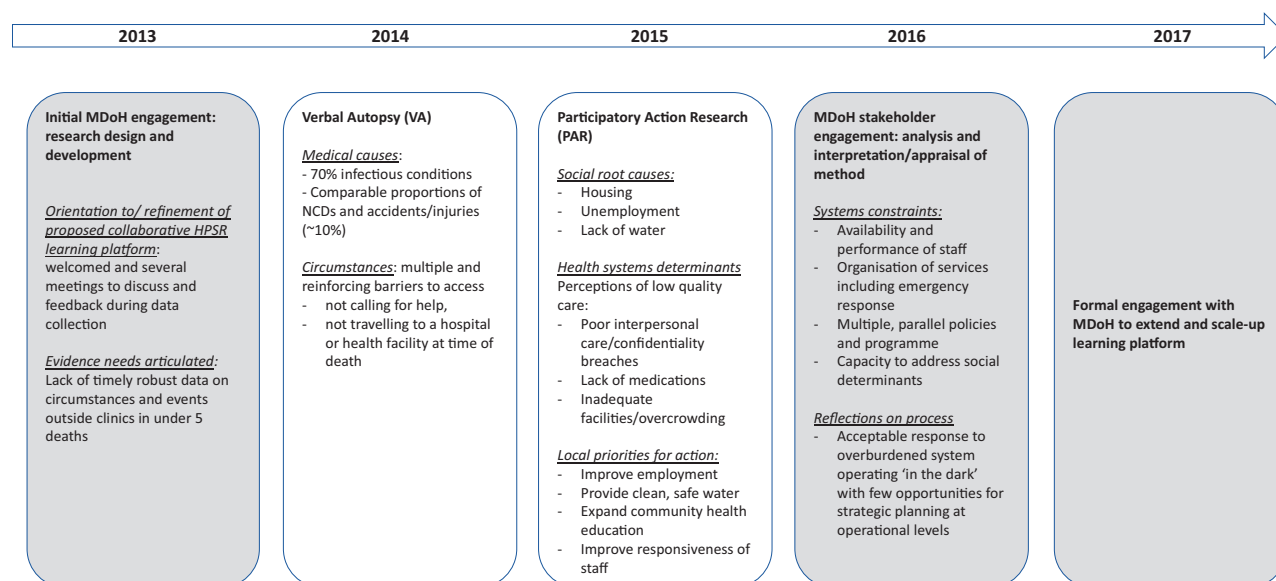 2013 2014 2015 2016 2017
Initial MDoH engagement:
research design and
development
Orientation to/ refinement of
proposed collaborative HPSR
learning platform:
welcomed and several
meetings to discuss and
feedback during data
collection
Evidence needs articulated:
Lack of timely robust data on
circumstances and events
outside clinics in under 5
deaths
Verbal Autopsy (VA)
Medical causes:
- 70% infectious conditions
- Comparable proportions of
NCDs and accidents/injuries
(~10%)
Circumstances: multiple and
reinforcing barriers to access
- not calling for help,
- not travelling to a hospital
or health facility at time of
death
Participatory Action Research
(PAR)
Social root causes:
- Housing
- Unemployment
- Lack of water
Health systems determinants
Perceptions of low quality
care:
- Poor interpersonal
care/confidentiality
breaches
- Lack of medications
- Inadequate
facilities/overcrowding
Local priorities for action:
- Improve employment
- Provide clean, safe water
- Expand community health
education
- Improve responsiveness of
staff
MDoH stakeholder
engagement: analysis and
interpretation/appraisal of
method
Systems constraints:
- Availability and
performance of staff
- Organisation of services
including emergency
response
- Multiple, parallel policies
and programme
- Capacity to address social
determinants
Reflections on process
- Acceptable response to
overburdened system
operating ‘in the dark’
with few opportunities for
strategic planning at
operational levels
Formal engagement with
MDoH to extend and scale-up
learning platform